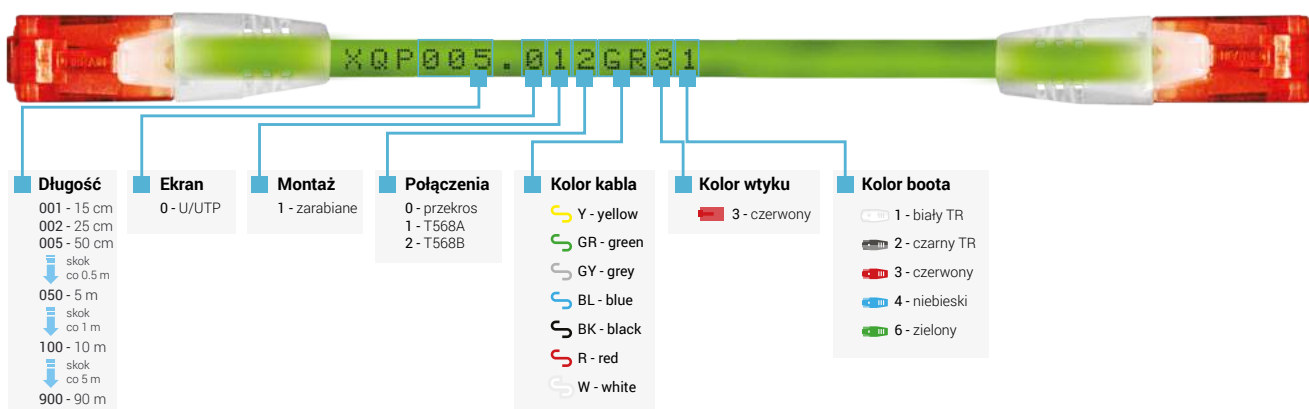 XQP005.012GR31
Długość
001 - 15 cm
002 - 25 cm
005 - 50 cm
skok
co 0.5 m
050 - 5 m
skok
co 1 m
100 - 10 m
skok
co 5 m
900 - 90 m
Ekran
0 - U/UTP
Montaż
1 - zarabiane
Połączenia
0 - przekros
1 - T568A
2 - T568B
Kolor kabla
Y - yellow
GR - green
GY - grey
BL - blue
BK - black
R - red
W - white
Kolor wtyku
3 - czerwony
Kolor boota
1 - biały TR
2 - czarny TR
3 - czerwony
4 - niebieski
6 - zielony